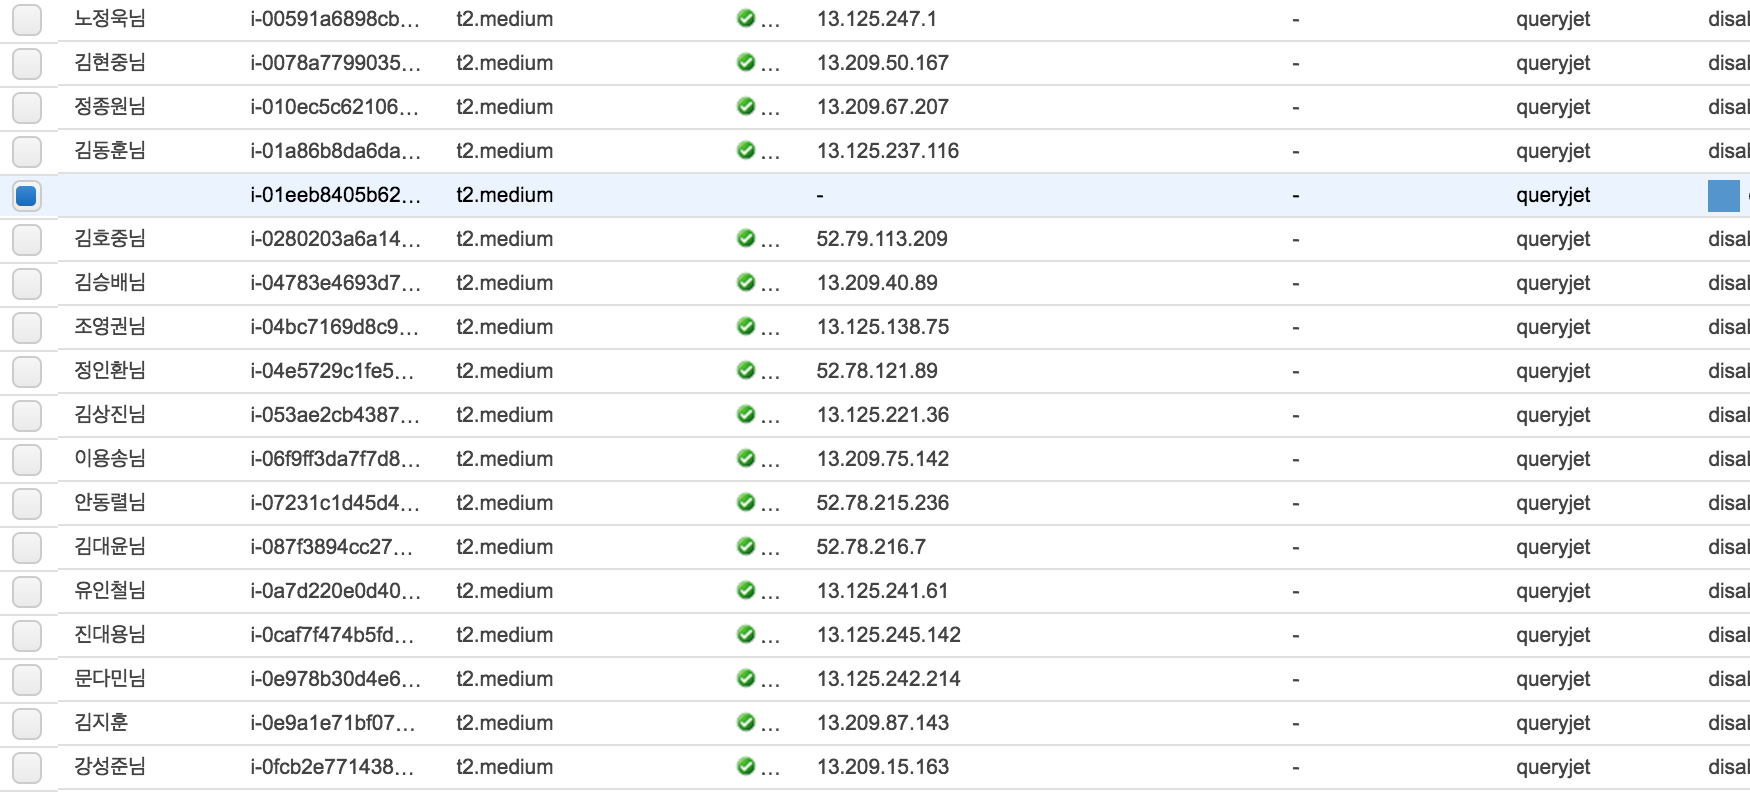 노정욱님 i-00591a6898cb... t2.medium ... 13.125.247.1 - queryjet disal
김현중님 i-0078a7799035... t2.medium ... 13.209.50.167 - queryjet disal
정종원님 i-010ec5c62106... t2.medium ... 13.209.67.207 - queryjet disal
김동훈님 i-01a86b8da6da... t2.medium ... 13.125.237.116 - queryjet disal
i-01eeb8405b62... t2.medium - - queryjet
김호중님 i-0280203a6a14... t2.medium ... 52.79.113.209 - queryjet disal
김승배님 i-04783e4693d7... t2.medium ... 13.209.40.89 - queryjet disal
조영권님 i-04bc7169d8c9... t2.medium ... 13.125.138.75 - queryjet disal
정인환님 i-04e5729c1fe5... t2.medium ... 52.78.121.89 - queryjet disal
김상진님 i-053ae2cb4387... t2.medium ... 13.125.221.36 - queryjet disal
이용송님 i-06f9ff3da7f7d8... t2.medium ... 13.209.75.142 - queryjet disal
안동렬님 i-07231c1d45d4... t2.medium ... 52.78.215.236 - queryjet disal
김대윤님 i-087f3894cc27... t2.medium ... 52.78.216.7 - queryjet disal
유인철님 i-0a7d220e0d40... t2.medium ... 13.125.241.61 - queryjet disal
진대용님 i-0caf7f474b5fd... t2.medium ... 13.125.245.142 - queryjet disal
문다민님 i-0e978b30d4e6... t2.medium ... 13.125.242.214 - queryjet disal
김지훈 i-0e9a1e71bf07... t2.medium ... 13.209.87.143 - queryjet disal
강성준님 i-0fcb2e771438... t2.medium ... 13.209.15.163 - queryjet disal